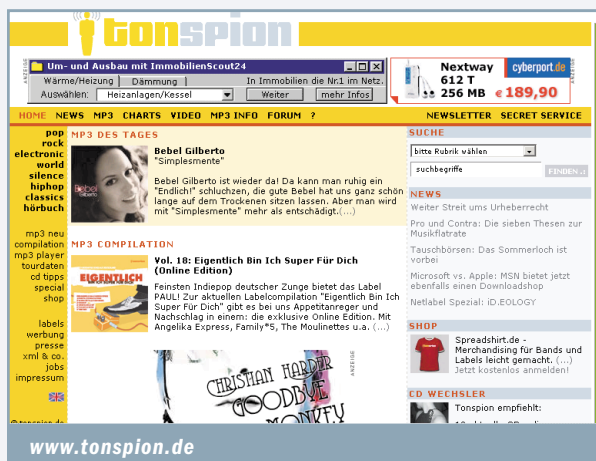 tonspion
ANZEIGE
Um- und Ausbau mit ImmobilienScout24
Wärme/Heizung
Dämmung
In Immobilien die Nr.1 im Netz.
Auswählen:
Heizanlagen/Kessel
Weiter
mehr Infos
ANZEIGE
Nextway
612 T
256 MB
cyberport.de
€ 189,90
HOME NEWS MP3 CHARTS VIDEO MP3 INFO FORUM ?
NEWSLETTER SECRET SERVICE
pop
rock
electronic
world
silence
hiphop
classics
hörbuch
mp3 neu
compilation
mp3 player
tourdaten
cd tipps
special
shop
labels
werbung
presse
xml & co.
jobs
impressum
© tonspion.de
MP3 DES TAGES
Bebel
Gilberto
Bebel Gilberto
"Simplesmente"
Bebel Gilberto ist wieder da! Da kann man ruhig ein
"Endlich!" schluchzen, die gute Bebel hat uns ganz schön
lange auf dem Trockenen sitzen lassen. Aber man wird
mit "Simplesmente" mehr als entschädigt.(...)
MP3 COMPILATION
EIGENTLICH
Vol. 18: Eigentlich Bin Ich Super Für Dich
(Online Edition)
Feinsten Indiepop deutscher Zunge bietet das Label
PAUL! Zur aktuellen Labelcompilation "Eigentlich Bin Ich
Super Für Dich" gibt es bei uns Appetitanreger und
Nachschlag in einem: die exklusive Online Edition. Mit
Angelika Express, Family*5, The Moulinettes u.a. (...)
ANZEIGE
CHRISTIAN HARDER
GOODBYE
MONKEY
SUCHE
bitte Rubrik wählen
suchbegriffe
FINDEN
NEWS
Weiter Streit ums Urheberrecht
Pro und Contra: Die sieben Thesen zur
Musikflatrate
Tauschbörsen: Das Sommerloch ist
vorbei
Microsoft vs. Apple: MSN bietet jetzt
ebenfalls einen Downloadshop
Netlabel Spezial: iD.EOLOGY
SHOP
Spreadshirt.de -
Merchandising für Bands und
Labels leicht gemacht. (...)
Jetzt kostenlos anmelden!
CD WECHSLER
Tonspion empfiehlt:
www.tonspion.de